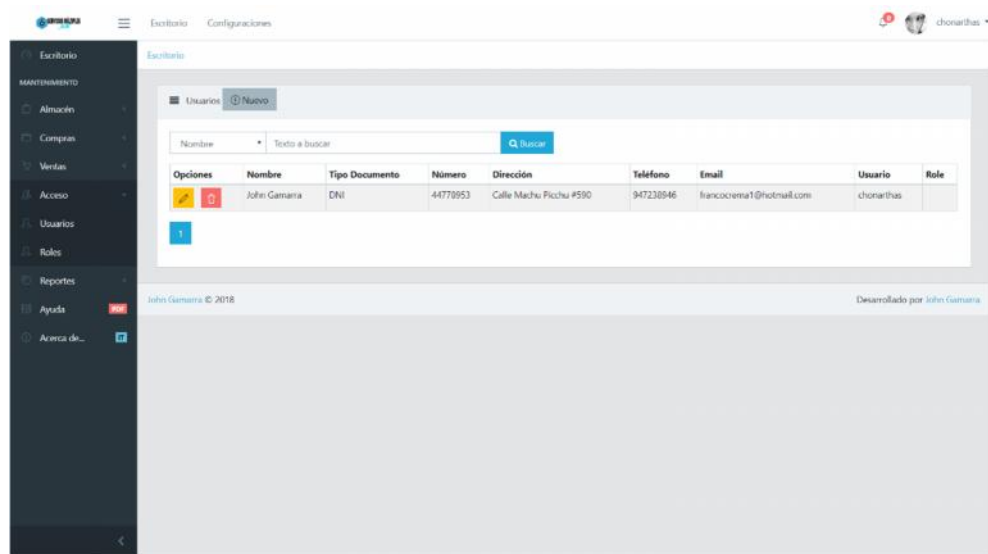 Escritorio Configuraciones
0
chonarthas
Escritorio
Escritorio
MANTENIMIENTO
Almacén
Compras
Ventas
Acceso
Usuarios
Roles
Reportes
Ayuda PDF
Acerca de... IT
Usuarios Nuevo
Nombre Texto a buscar Buscar
Opciones Nombre Tipo Documento Número Dirección Teléfono Email Usuario Role
John Gamarra DNI 44778953 Calle Machu Picchu #590 947238946 francocrema1@hotmail.com chonarthas
1
John Gamarra © 2018
Desarrollado por John Gamarra